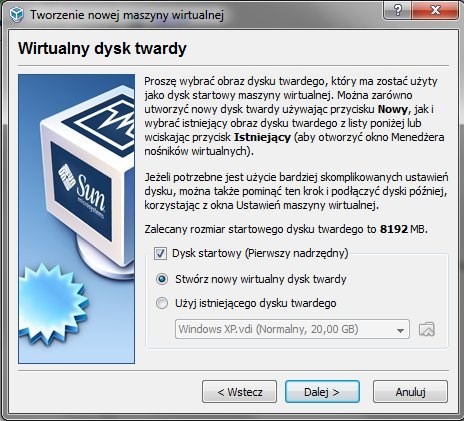 Tworzenie nowej maszyny wirtualnej
Wirtualny dysk twardy
Proszę wybrać obraz dysku twardego, który ma zostać użyty
jako dysk startowy maszyny wirtualnej. Można zarówno
utworzyć nowy dysk twardy używając przycisku Nowy, jak i
wybrać istniejący obraz dysku twardego z listy poniżej lub
wciskając przycisk Istniejący (aby otworzyć okno Menedżera
nośników wirtualnych).
Jeżeli potrzebne jest użycie bardziej skomplikowanych ustawień
dysku, można także pominąć ten krok i podłączyć dyski później,
korzystając z okna Ustawień maszyny wirtualnej.
Zalecany rozmiar startowego dysku twardego to 8192 MB.
Sun
microsystems
Dysk startowy (Pierwszy nadrzędny)
Stwórz nowy wirtualny dysk twardy
Użyj istniejącego dysku twardego
Windows XP.vdi (Normalny, 20,00 GB)
< Wstecz
Dalej >
Anuluj